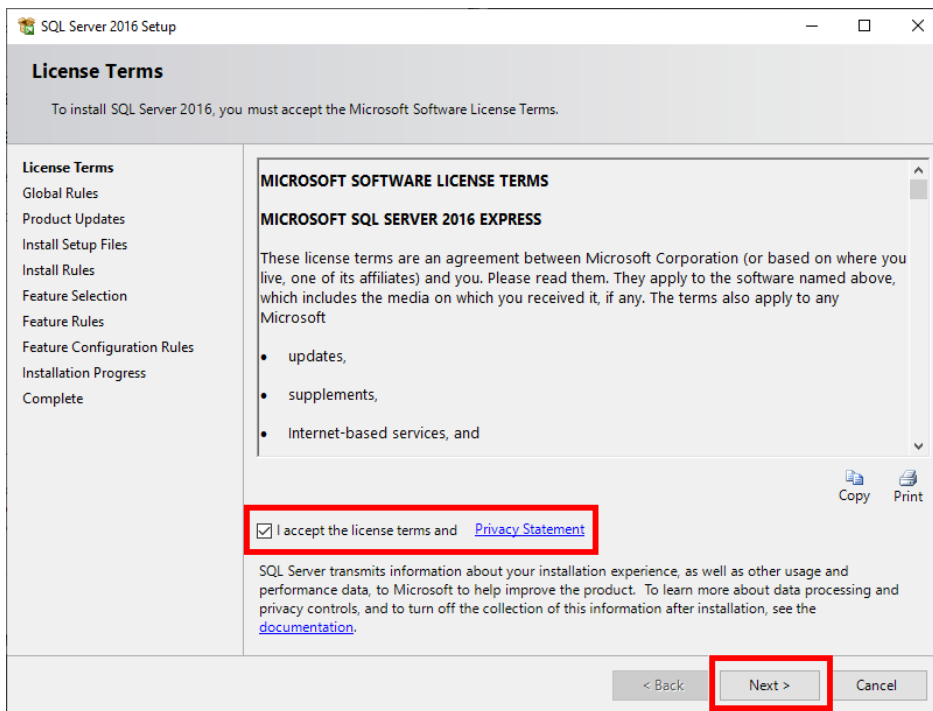 SQL Server 2016 Setup
License Terms
To install SQL Server 2016, you must accept the Microsoft Software License Terms.
License Terms
Global Rules
Product Updates
Install Setup Files
Install Rules
Feature Selection
Feature Rules
Feature Configuration Rules
Installation Progress
Complete
MICROSOFT SOFTWARE LICENSE TERMS
MICROSOFT SQL SERVER 2016 EXPRESS
These license terms are an agreement between Microsoft Corporation (or based on where you
live, one of its affiliates) and you. Please read them. They apply to the software named above,
which includes the media on which you received it, if any. The terms also apply to any
Microsoft
• updates,
• supplements,
• Internet-based services, and
Copy Print
I accept the license terms and Privacy Statement
SQL Server transmits information about your installation experience, as well as other usage and
performance data, to Microsoft to help improve the product. To learn more about data processing and
privacy controls, and to turn off the collection of this information after installation, see the
documentation.
< Back Next > Cancel